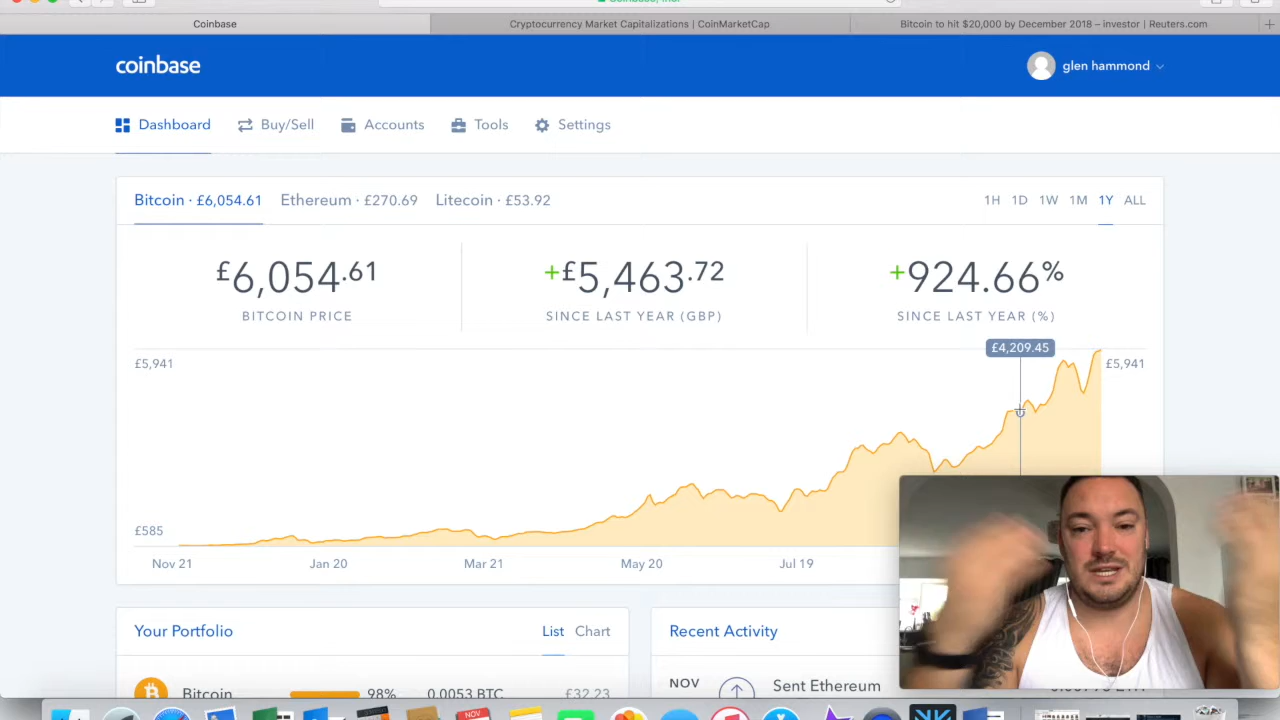 Coinbase
Cryptocurrency Market Capitalizations | CoinMarketCap
Bitcoin to hit $20,000 by December 2018 – investor | Reuters.com
coinbase
glen hammond
Dashboard
Buy/Sell
Accounts
Tools
Settings
Bitcoin · £6,054.61
Ethereum · £270.69
Litecoin · £53.92
1H 1D 1W 1M 1Y ALL
£6,054.61
+£5,463.72
+924.66%
BITCOIN PRICE
SINCE LAST YEAR (GBP)
SINCE LAST YEAR (%)
£4,209.45
£5,941
£5,941
£585
Nov 21
Jan 20
Mar 21
May 20
Jul 19
Your Portfolio
List
Chart
Recent Activity
Bitcoin
98%
0.0053 BTC
£32.23
NOV
Sent Ethereum
NOV